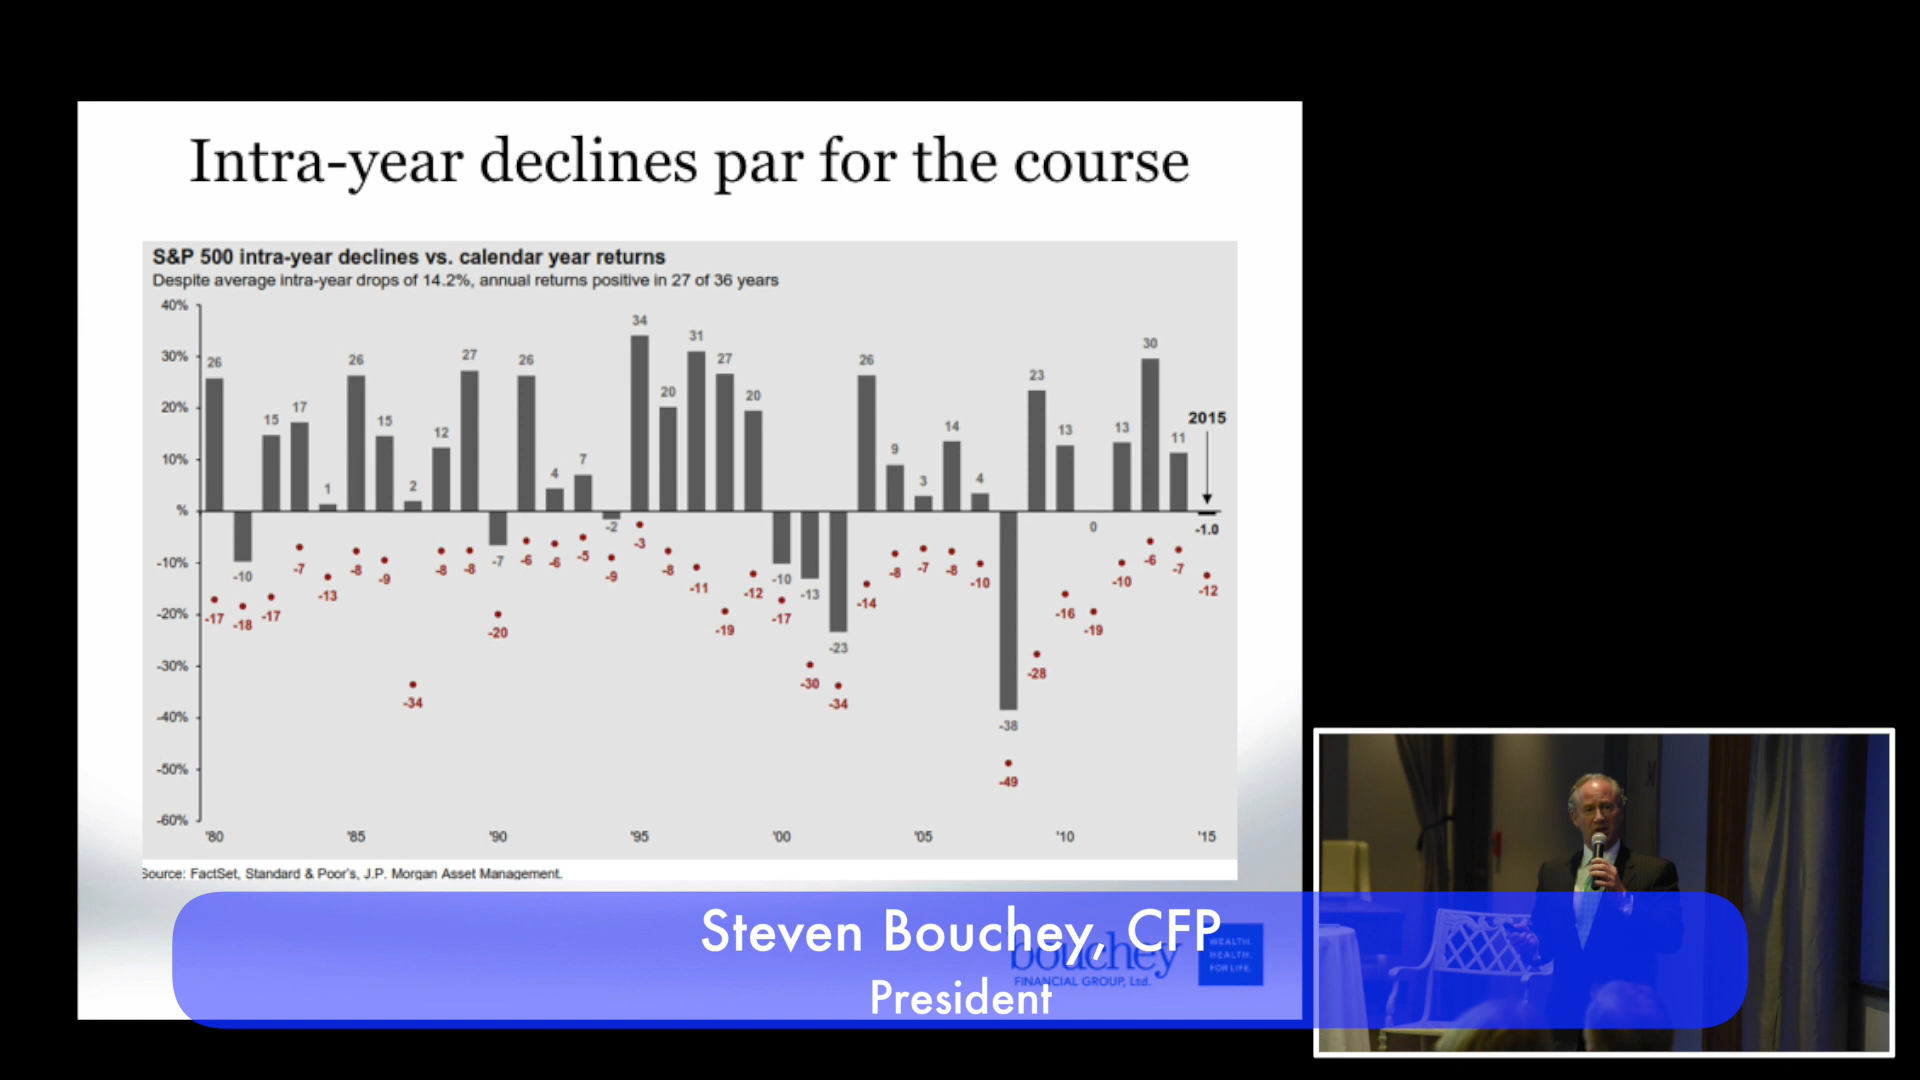 Intra-year declines par for the course
S&P 500 intra-year declines vs. calendar year returns
Despite average intra-year drops of 14.2%, annual returns positive in 27 of 36 years
40%
30%
20%
10%
%
-10%
-20%
-30%
-40%
-50%
-60%
26 -10 15 17 1 26 15 2 12 27 -7 26 4 7 -2 34 20 31 27 20 -10 -13 -23 26 9 3 14 4 -38 23 13 0 13 30 11 -1.0
2015
-17 -18 -17 -7 -13 -8 -9 -34 -8 -8 -20 -6 -6 -5 -9 -3 -8 -11 -19 -12 -17 -30 -34 -14 -8 -7 -8 -10 -49 -28 -16 -19 -10 -6 -7 -12
'80 '85 '90 '95 '00 '05 '10 '15
Source: FactSet, Standard & Poor's, J.P. Morgan Asset Management.
Steven Bouchey, CFP
President
bouchey
FINANCIAL GROUP, Ltd.
WEALTH.
HEALTH.
FOR LIFE.